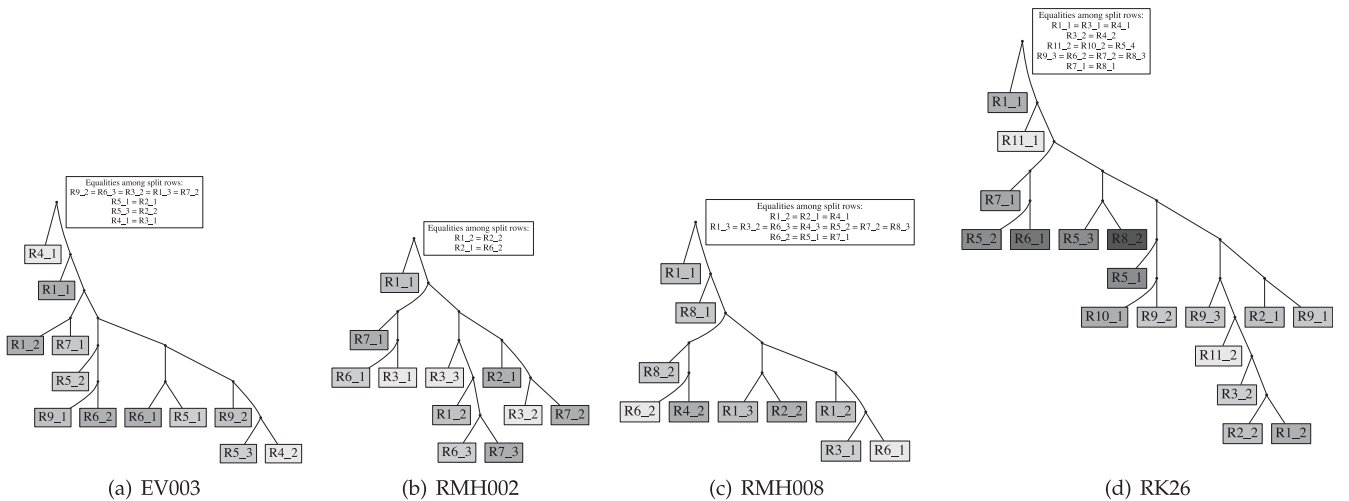 Equalities among split rows:
R9_2 = R6_3 = R3_2 = R1_3 = R7_2
R5_1 = R2_1
R5_3 = R2_2
R4_1 = R3_1
R4_1
R1_1
R1_2 R7_1
R5_2
R9_1 R6_2 R6_1 R5_1 R9_2
R5_3 R4_2
(a) EV003
Equalities among split rows:
R1_2 = R2_2
R2_1 = R6_2
R1_1
R7_1
R6_1 R3_1 R3_3 R2_1
R1_2 R3_2 R7_2
R6_3 R7_3
(b) RMH002
Equalities among split rows:
R1_2 = R2_1 = R4_1
R1_3 = R3_2 = R6_3 = R4_3 = R5_2 = R7_2 = R8_3
R6_2 = R5_1 = R7_1
R1_1
R8_1
R8_2
R6_2 R4_2 R1_3 R2_2 R1_2
R3_1 R6_1
(c) RMH008
Equalities among split rows:
R1_1 = R3_1 = R4_1
R3_2 = R4_2
R11_2 = R10_2 = R5_4
R9_3 = R6_2 = R7_2 = R8_3
R7_1 = R8_1
R1_1
R11_1
R7_1
R5_2 R6_1 R5_3 R8_2
R5_1
R10_1 R9_2 R9_3 R2_1 R9_1
R11_2
R3_2
R2_2 R1_2
(d) RK26